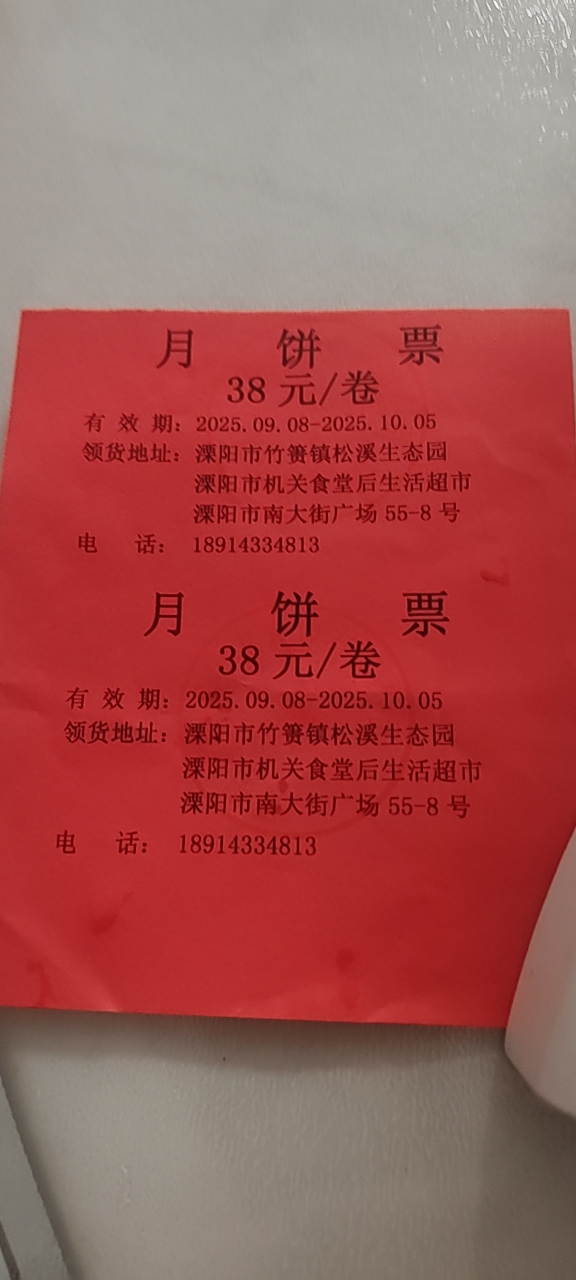 月 饼 票
38 元/卷
有 效 期：2025.09.08-2025.10.05
领货地址：溧阳市竹箦镇松溪生态园
溧阳市机关食堂后生活超市
溧阳市南大街广场 55-8 号
电 话： 18914334813
月 饼 票
38 元/卷
有 效 期：2025.09.08-2025.10.05
领货地址：溧阳市竹箦镇松溪生态园
溧阳市机关食堂后生活超市
溧阳市南大街广场 55-8 号
电 话： 18914334813